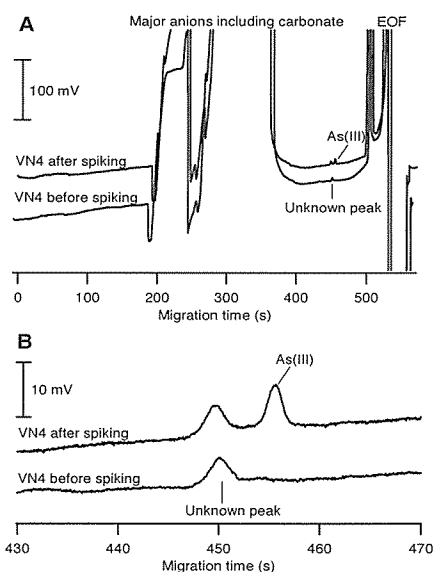 A
Major anions including carbonate
EOF
100 mV
As(III)
VN4 after spiking
VN4 before spiking
Unknown peak
0 100 200 300 400 500
Migration time (s)
B
10 mV
As(III)
VN4 after spiking
VN4 before spiking
Unknown peak
430 440 450 460 470
Migration time (s)